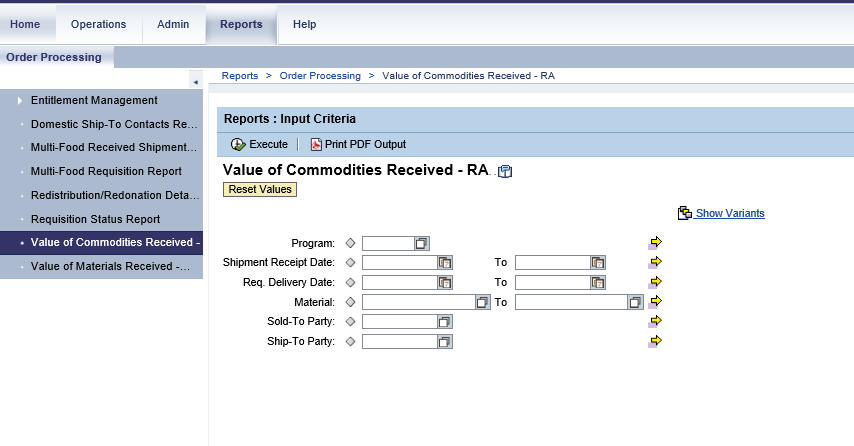 Home Operations Admin Reports Help
Order Processing
Reports > Order Processing > Value of Commodities Received - RA
Entitlement Management
Domestic Ship-To Contacts Re...
Multi-Food Received Shipment...
Multi-Food Requisition Report
Redistribution/Redonation Deta...
Requisition Status Report
Value of Commodities Received -
Value of Materials Received -...
Reports : Input Criteria
Execute Print PDF Output
Value of Commodities Received - RA
Reset Values
Show Variants
Program:
Shipment Receipt Date: To
Req. Delivery Date: To
Material: To
Sold-To Party:
Ship-To Party: